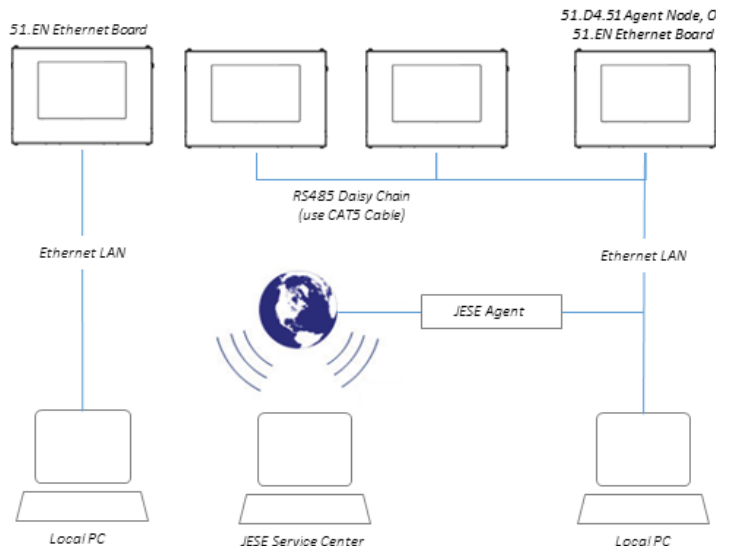 51.EN Ethernet Board
51.D4.51 Agent Node, O
51.EN Ethernet Board
RS485 Daisy Chain
(use CAT5 Cable)
Ethernet LAN
Ethernet LAN
JESE Agent
Local PC
JESE Service Center
Local PC